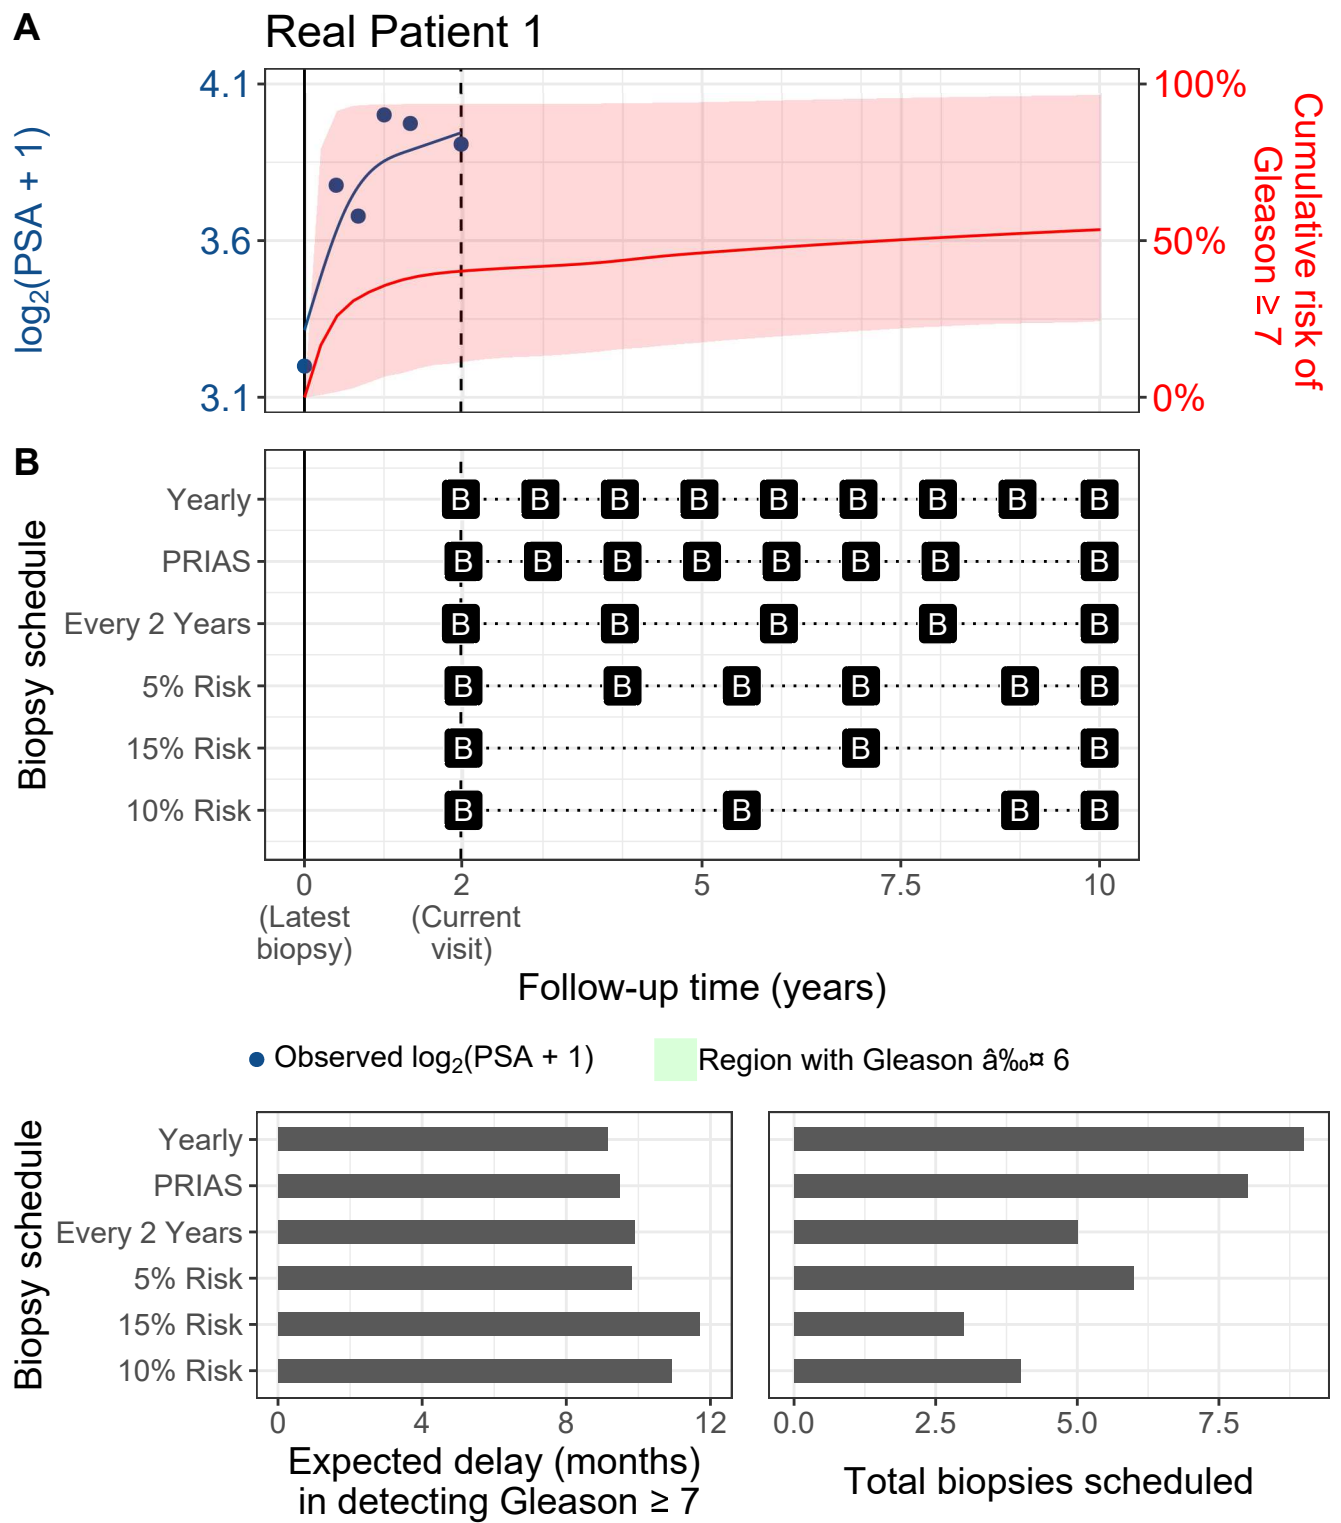 A
Real Patient 1
log₂(PSA + 1)
4.1
3.6
3.1
100%
50%
0%
Cumulative risk of
Gleason ≥ 7
B
Biopsy schedule
Yearly B B B B B B B B B
PRIAS B B B B B B B B
Every 2 Years B B B B B
5% Risk B B B B B B
15% Risk B B B
10% Risk B B B B
0 2 5 7.5 10
(Latest (Current
biopsy) visit)
Follow-up time (years)
Observed log₂(PSA + 1) Region with Gleason â‰¤ 6
Biopsy schedule
Yearly
PRIAS
Every 2 Years
5% Risk
15% Risk
10% Risk
0 4 8 12
Expected delay (months)
in detecting Gleason ≥ 7
0.0 2.5 5.0 7.5
Total biopsies scheduled